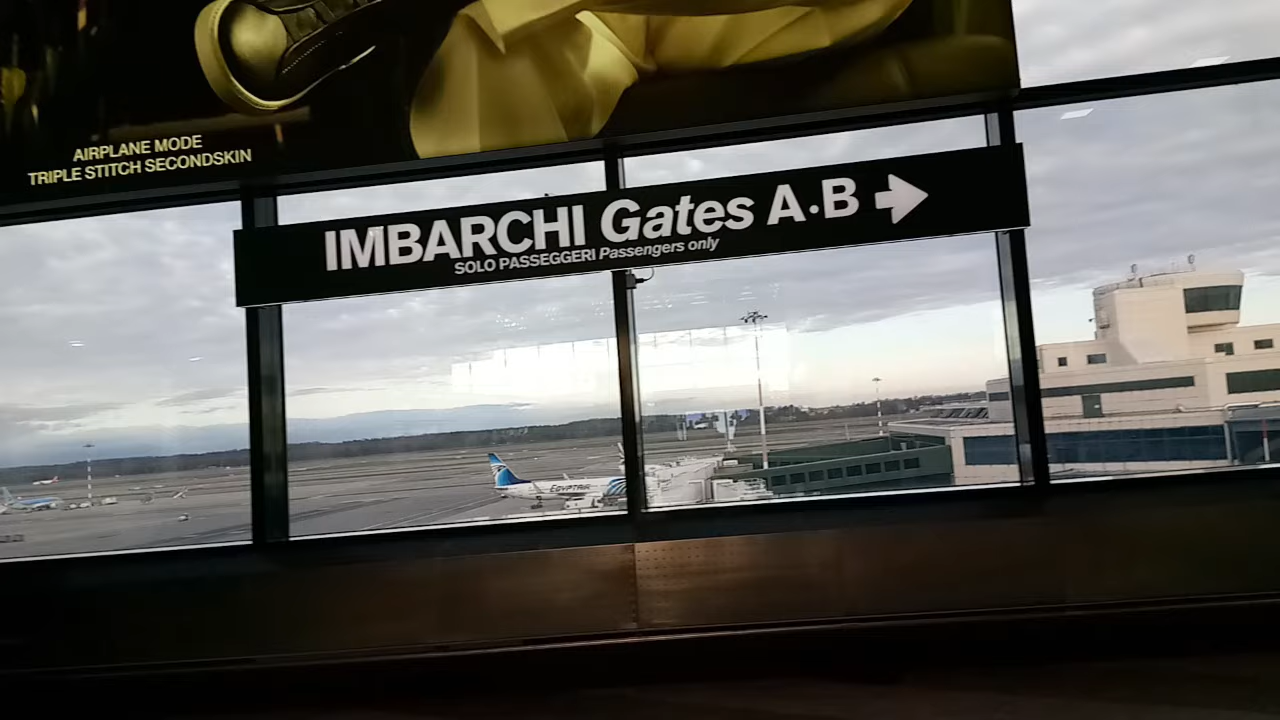 AIRPLANE MODE
TRIPLE STITCH SECONDSKIN
IMBARCHI Gates A.B
SOLO PASSEGGERI Passengers only
EGYPTAIR